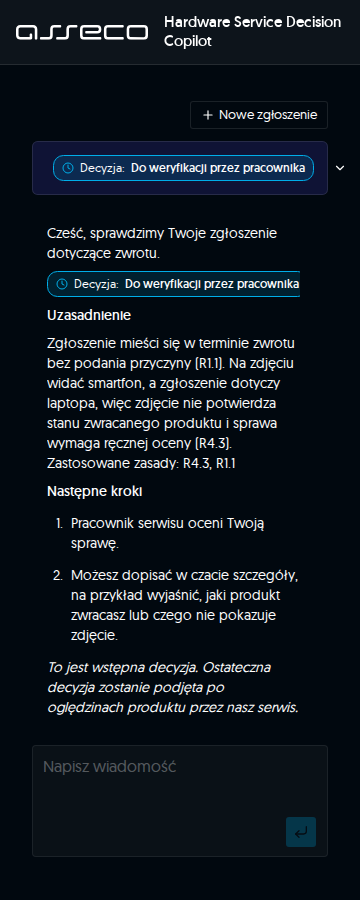 asseco
Hardware Service Decision
Copilot
Nowe zgłoszenie
Decyzja: Do weryfikacji przez pracownika
Cześć, sprawdzimy Twoje zgłoszenie
dotyczące zwrotu.
Decyzja: Do weryfikacji przez pracownika
Uzasadnienie
Zgłoszenie mieści się w terminie zwrotu
bez podania przyczyny (R1.1). Na zdjęciu
widać smartfon, a zgłoszenie dotyczy
laptopa, więc zdjęcie nie potwierdza
stanu zwracanego produktu i sprawa
wymaga ręcznej oceny (R4.3).
Zastosowane zasady: R4.3, R1.1
Następne kroki
1. Pracownik serwisu oceni Twoją
sprawę.
2. Możesz dopisać w czacie szczegóły,
na przykład wyjaśnić, jaki produkt
zwracasz lub czego nie pokazuje
zdjęcie.
To jest wstępna decyzja. Ostateczna
decyzja zostanie podjęta po
oględzinach produktu przez nasz serwis.
Napisz wiadomość